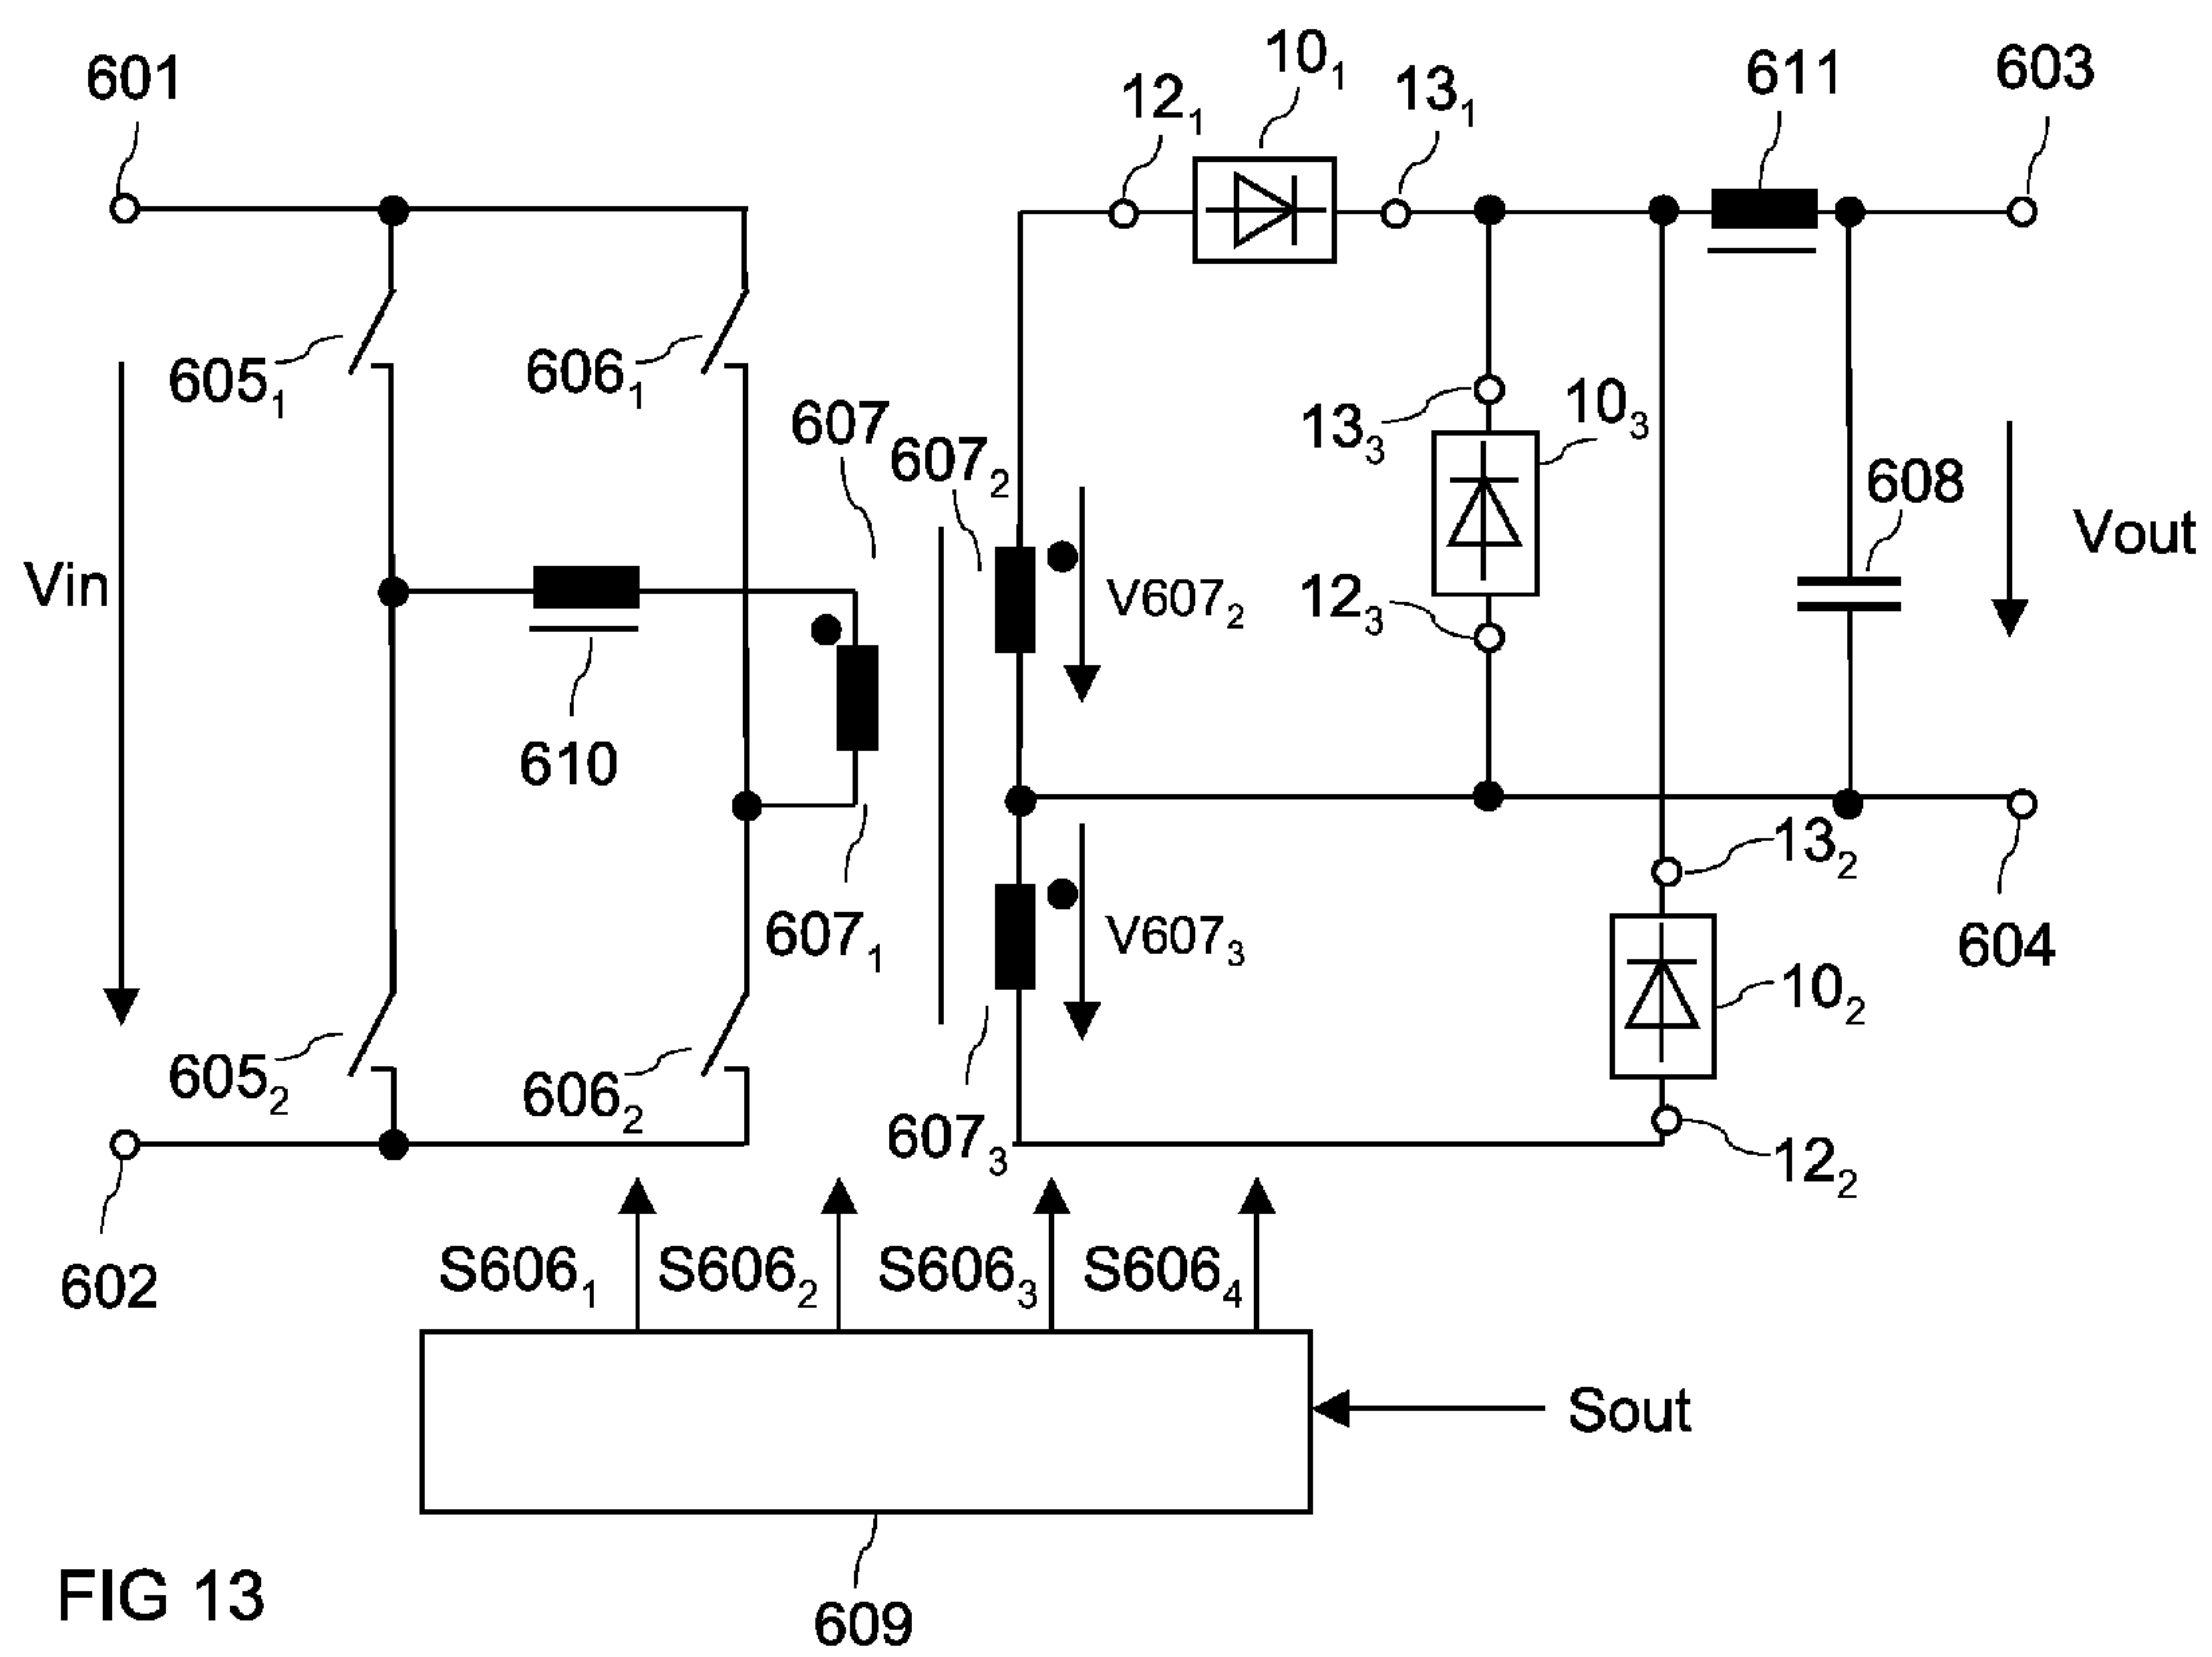 601
10₁
12₁
13₁
611
603
605₁
606₁
607
607₂
13₃
10₃
608
Vin
V607₂
12₃
Vout
610
13₂
607₁
V607₃
604
10₂
605₂
606₂
607₃
12₂
602
S606₁
S606₂
S606₃
S606₄
Sout
FIG 13
609